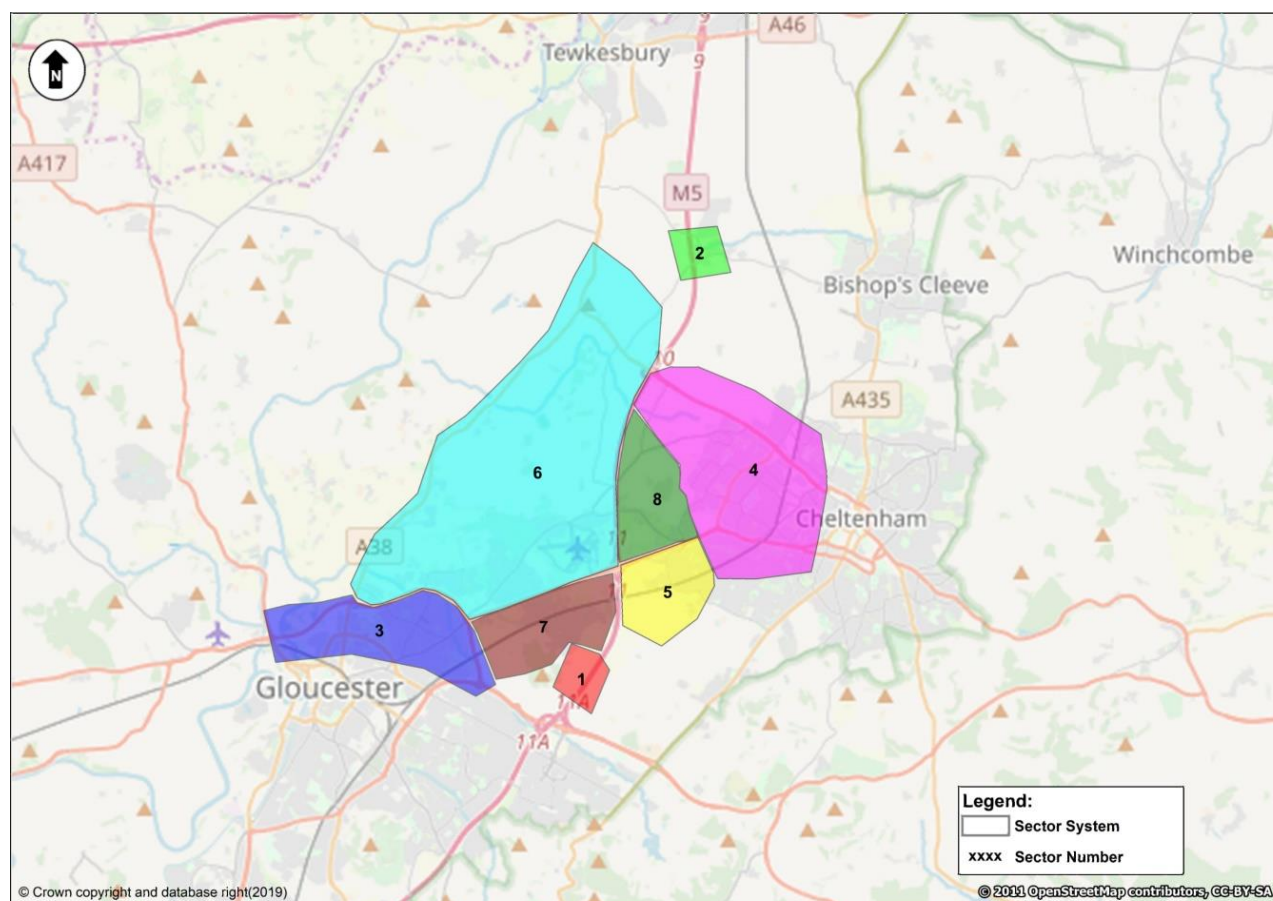 9
A46
Tewkesbury
9
N
A417
M5
2
Winchcombe
Bishop's Cleeve
10
A435
6
4
8
Cheltenham
11
A38
11
5
3
7
1
Gloucester
11A
11A
Legend:
Sector System
xxxx Sector Number
© Crown copyright and database right(2019)
© 2011 OpenStreetMap contributors, CC-BY-SA